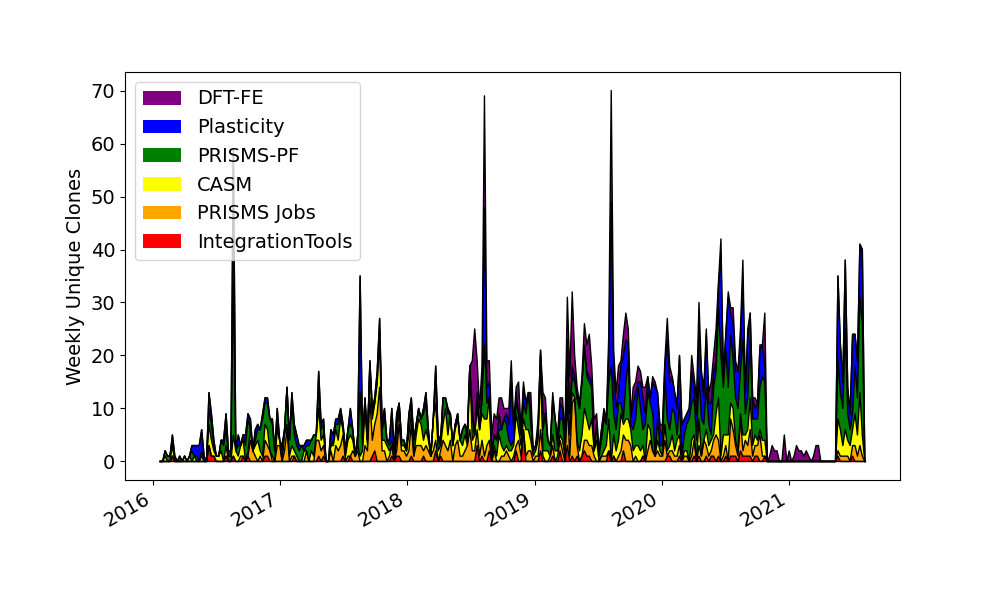 Weekly Unique Clones
70
60
50
40
30
20
10
0
DFT-FE
Plasticity
PRISMS-PF
CASM
PRISMS Jobs
IntegrationTools
2016
2017
2018
2019
2020
2021